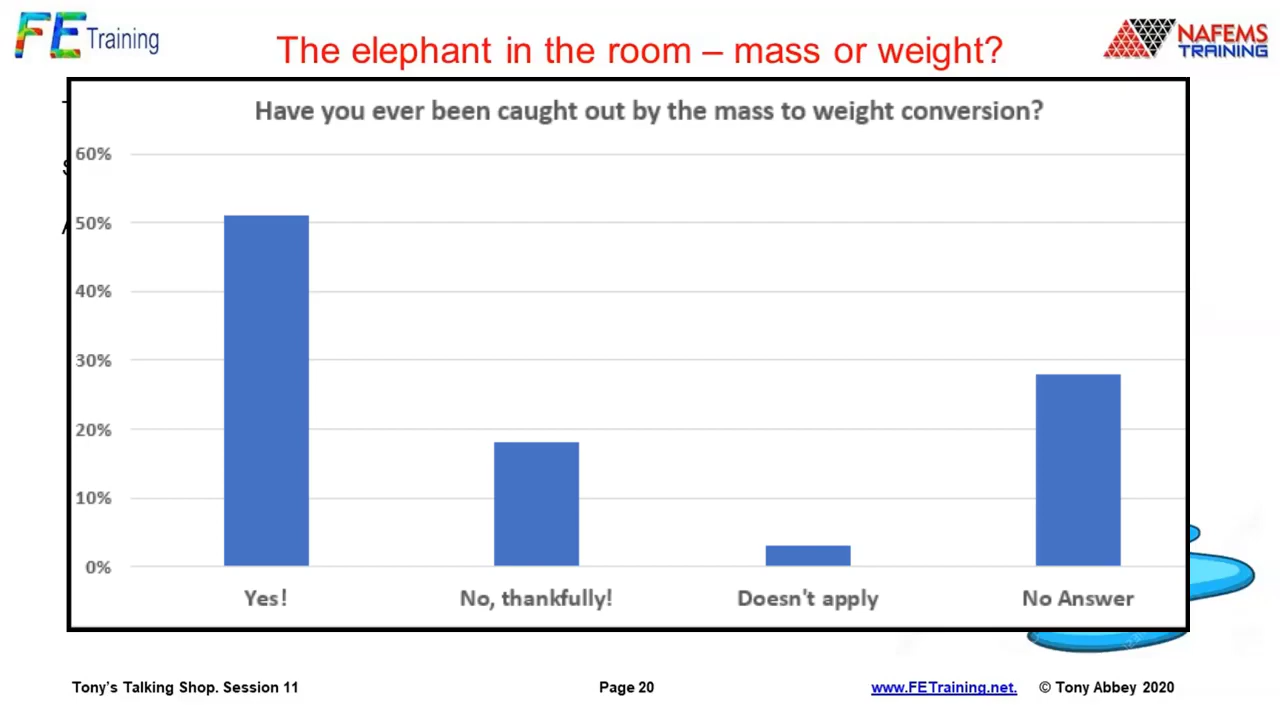 FE Training
The elephant in the room – mass or weight?
NAFEMS
TRAINING
Have you ever been caught out by the mass to weight conversion?
60%
50%
40%
30%
20%
10%
0%
Yes!
No, thankfully!
Doesn't apply
No Answer
Tony’s Talking Shop. Session 11
Page 20
www.FETraining.net.
© Tony Abbey 2020